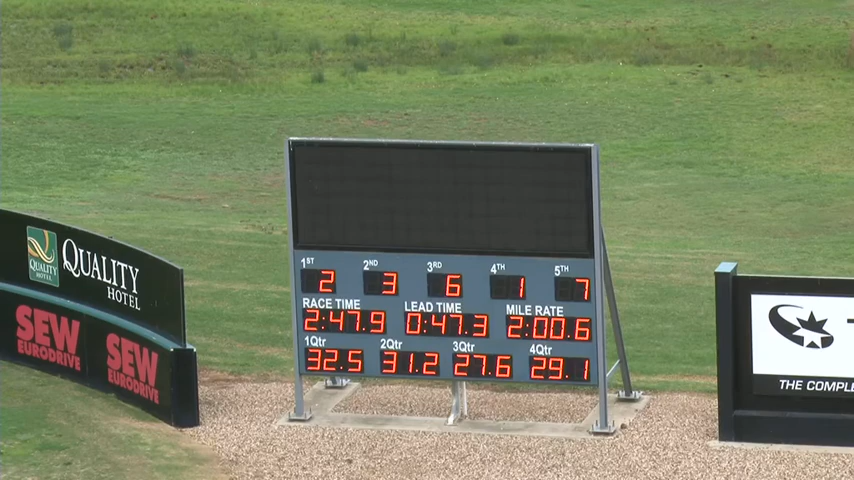 1ST 2ND 3RD 4TH 5TH
2 3 6 1 7
RACE TIME LEAD TIME MILE RATE
2:47.9 0:47.3 2:00.6
1Qtr 2Qtr 3Qtr 4Qtr
32.5 31.2 27.6 29.1
QUALITY
HOTEL
QUALITY
HOTEL
SEW
EURODRIVE
SEW
EURODRIVE
THE COMPLE